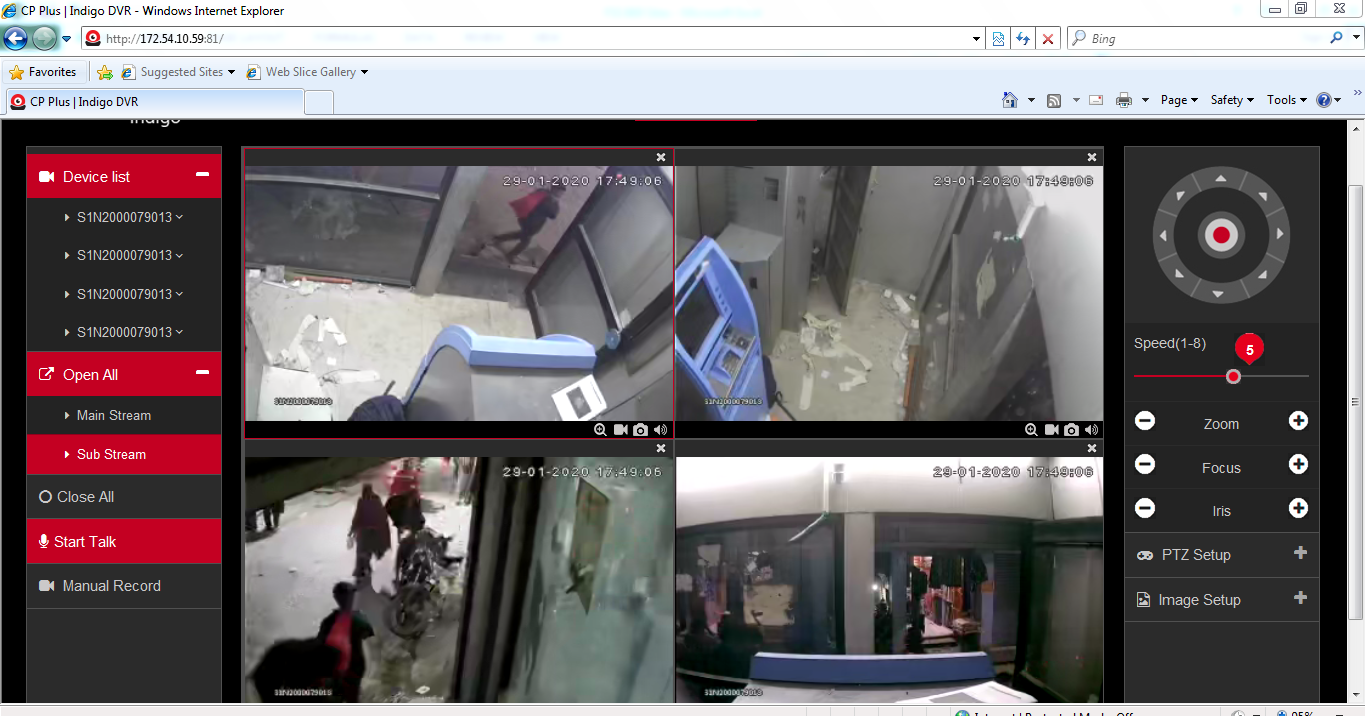 CP Plus | Indigo DVR - Windows Internet Explorer
http://172.54.10.59:81/
Bing
Favorites
Suggested Sites
Web Slice Gallery
CP Plus | Indigo DVR
Page
Safety
Tools
Indigo
Device list
S1N2000079013
S1N2000079013
S1N2000079013
S1N2000079013
Open All
Main Stream
Sub Stream
Close All
Start Talk
Manual Record
29-01-2020 17:49:06
S1N2000079013
29-01-2020 17:49:06
S1N2000079013
29-01-2020 17:49:06
S1N2000079013
29-01-2020 17:49:06
S1N2000079013
Speed(1-8)
5
Zoom
Focus
Iris
PTZ Setup
Image Setup
Internet | Protected Mode: Off
95%